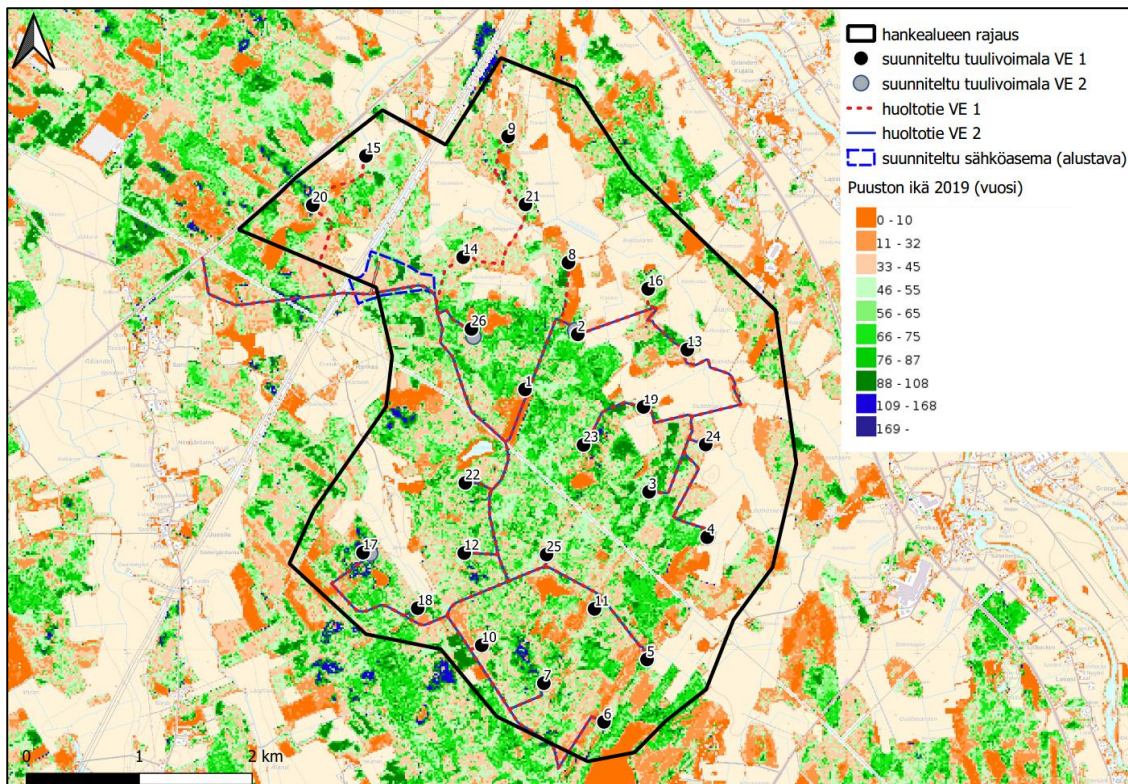 hankealueen rajaus
suunniteltu tuulivoimala VE 1
suunniteltu tuulivoimala VE 2
huoltotie VE 1
huoltotie VE 2
suunniteltu sähköasema (alustava)
Puuston ikä 2019 (vuosi)
0 - 10
11 - 32
33 - 45
46 - 55
56 - 65
66 - 75
76 - 87
88 - 108
109 - 168
169 -
9
15
20
21
14
8
16
26
2
13
1
19
23
24
22
3
4
17
12
25
18
11
10
5
7
6
Jussila
0 1 2 km